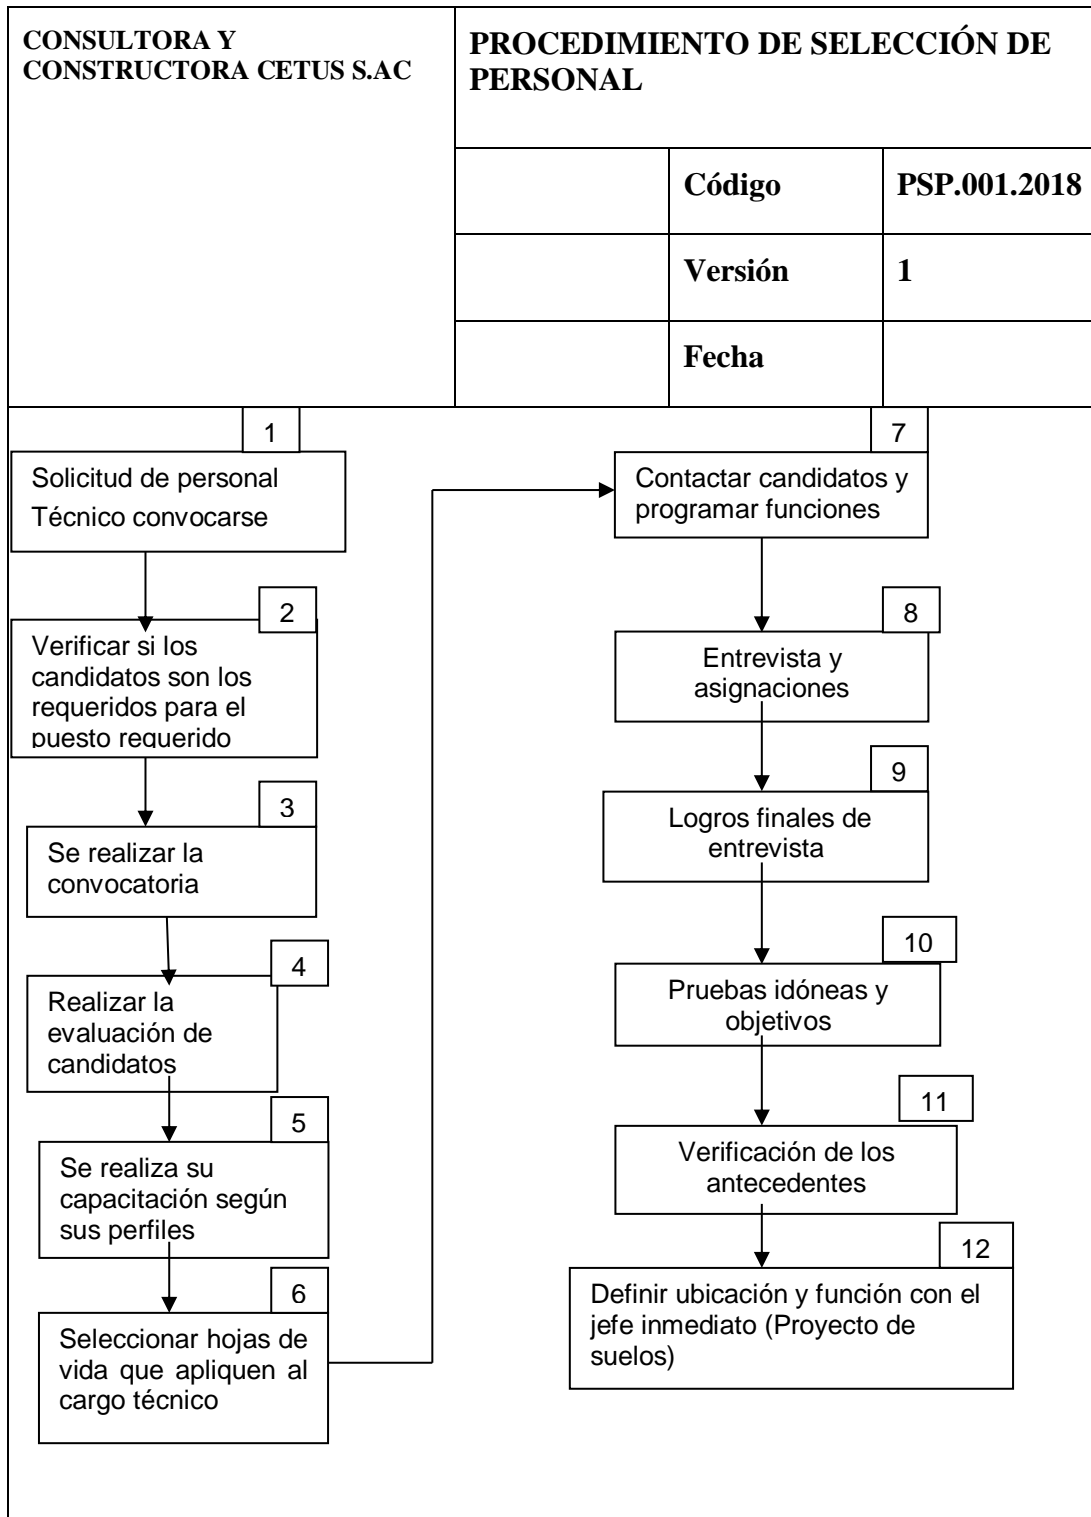 CONSULTORA Y
CONSTRUCTORA CETUS S.AC
PROCEDIMIENTO DE SELECCIÓN DE
PERSONAL
Código
PSP.001.2018
Versión
1
Fecha
1
Solicitud de personal
Técnico convocarse
2
Verificar si los
candidatos son los
requeridos para el
puesto requerido
3
Se realizar la
convocatoria
4
Realizar la
evaluación de
candidatos
5
Se realiza su
capacitación según
sus perfiles
6
Seleccionar hojas de
vida que apliquen al
cargo técnico
7
Contactar candidatos y
programar funciones
8
Entrevista y
asignaciones
9
Logros finales de
entrevista
10
Pruebas idóneas y
objetivos
11
Verificación de los
antecedentes
12
Definir ubicación y función con el
jefe inmediato (Proyecto de
suelos)